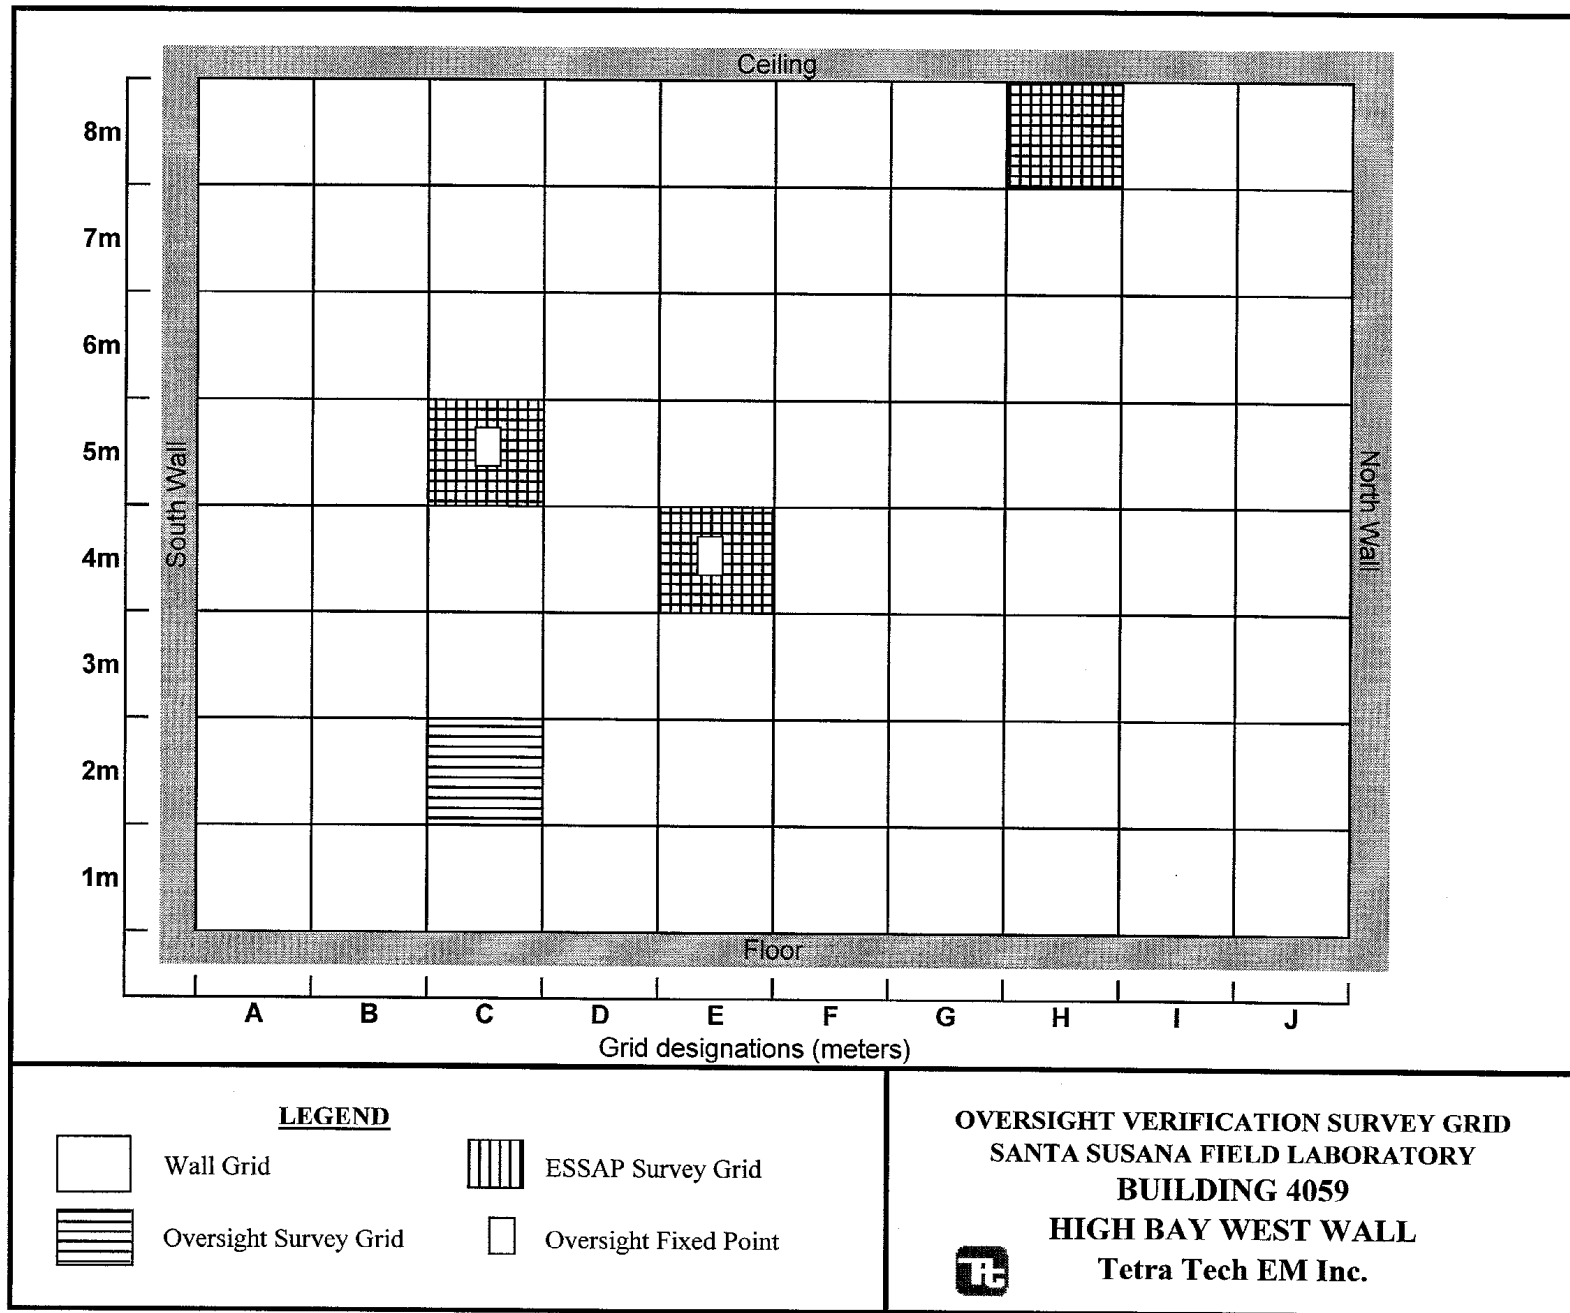 Ceiling
8m
7m
6m
5m
4m
3m
2m
1m
South Wall
North Wall
Floor
A B C D E F G H I J
Grid designations (meters)
LEGEND
Wall Grid
ESSAP Survey Grid
Oversight Survey Grid
Oversight Fixed Point
OVERSIGHT VERIFICATION SURVEY GRID
SANTA SUSANA FIELD LABORATORY
BUILDING 4059
HIGH BAY WEST WALL
Tt
Tetra Tech EM Inc.